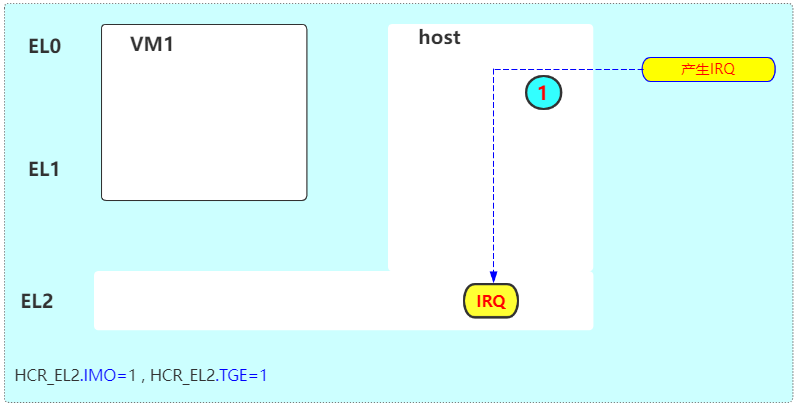 EL0
VM1
host
产生IRQ
1
EL1
EL2
IRQ
HCR_EL2.IMO=1 , HCR_EL2.TGE=1